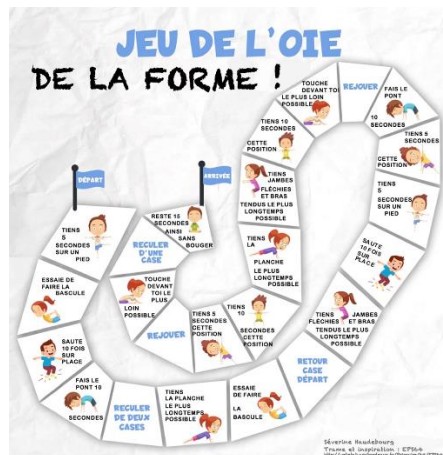 JEU DE L'OIE
DE LA FORME !
DÉPART
TIENS
5
SECONDES
SUR UN
PIED
ESSAIE DE
FAIRE LA
BASCULE
SAUTE
10 FOIS
SUR
PLACE
FAIS LE
PONT 10
SECONDES
RECULER
DE DEUX
CASES
TIENS
LA PLANCHE
LE PLUS
LONGTEMPS
POSSIBLE
ESSAIE
DE FAIRE
LA
BASCULE
RETOUR
CASE
DÉPART
TIENS JAMBES
FLÉCHIES ET BRAS
TENDUS LE PLUS
LONGTEMPS
POSSIBLE
SAUTE
10 FOIS
SUR
PLACE
TIENS
5
SECONDES
SUR UN
PIED
TIENS 5
SECONDES
CETTE
POSITION
FAIS LE
PONT
10
SECONDES
REJOUER
TOUCHE
DEVANT TOI
LE PLUS LOIN
POSSIBLE
TIENS 10
SECONDES
CETTE
POSITION
TIENS
JAMBES
FLÉCHIES
ET BRAS
TENDUS LE PLUS
LONGTEMPS
POSSIBLE
TIENS
LA
PLANCHE
LE PLUS
LONGTEMPS
POSSIBLE
TIENS
10
SECONDES
CETTE
POSITION
TIENS 5
SECONDES
CETTE
POSITION
REJOUER
TOUCHE
DEVANT
TOI LE
PLUS
LOIN
POSSIBLE
RECULER
D'UNE
CASE
RESTE 15
SECONDES
AINSI
SANS
BOUGER
ARRIVÉE
Séverine Haudebourg
Trame et inspiration : EPS64